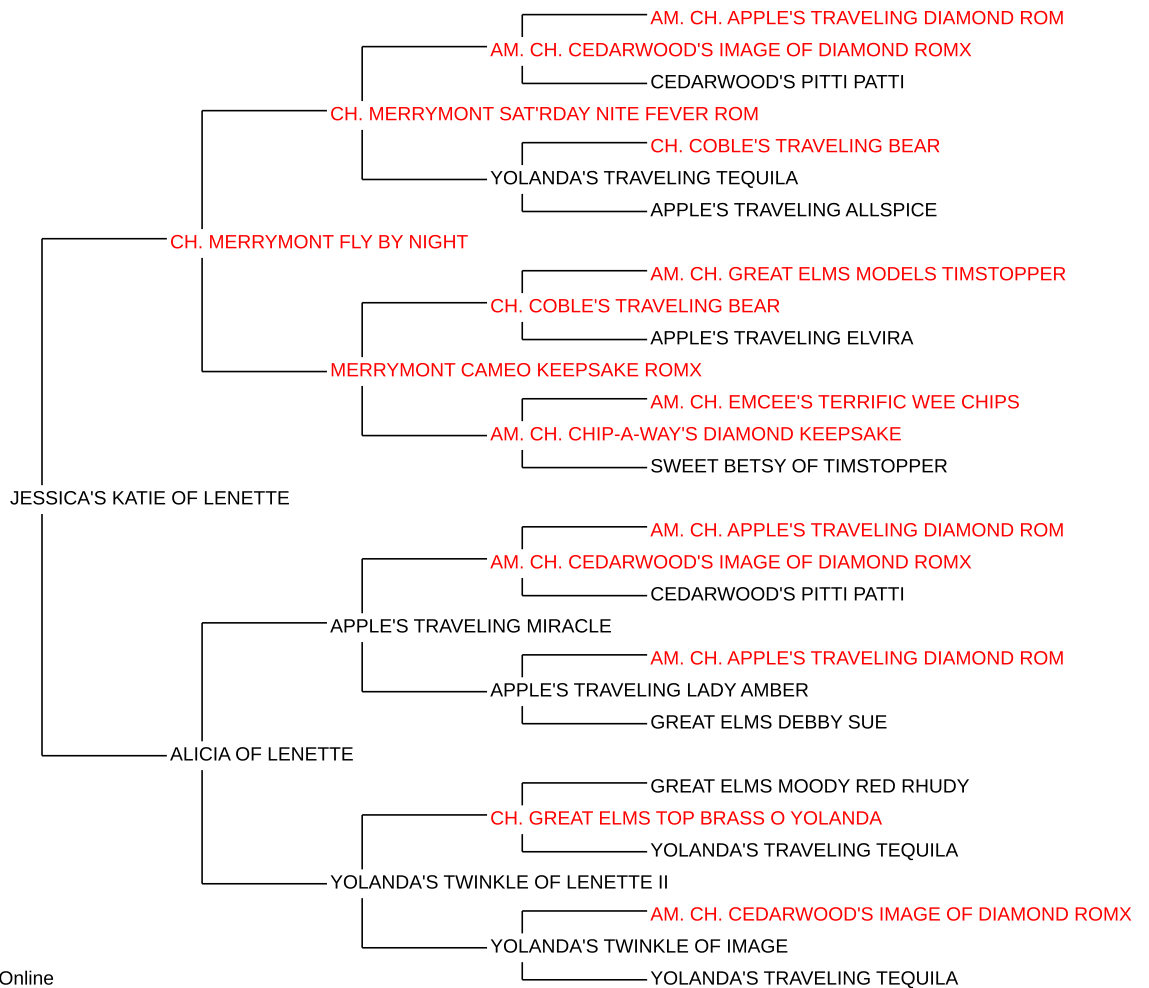 AM. CH. APPLE'S TRAVELING DIAMOND ROM
AM. CH. CEDARWOOD'S IMAGE OF DIAMOND ROMX
CEDARWOOD'S PITTI PATTI
CH. MERRYMONT SAT'RDAY NITE FEVER ROM
CH. COBLE'S TRAVELING BEAR
YOLANDA'S TRAVELING TEQUILA
APPLE'S TRAVELING ALLSPICE
CH. MERRYMONT FLY BY NIGHT
AM. CH. GREAT ELMS MODELS TIMSTOPPER
CH. COBLE'S TRAVELING BEAR
APPLE'S TRAVELING ELVIRA
MERRYMONT CAMEO KEEPSAKE ROMX
AM. CH. EMCEE'S TERRIFIC WEE CHIPS
AM. CH. CHIP-A-WAY'S DIAMOND KEEPSAKE
SWEET BETSY OF TIMSTOPPER
JESSICA'S KATIE OF LENETTE
AM. CH. APPLE'S TRAVELING DIAMOND ROM
AM. CH. CEDARWOOD'S IMAGE OF DIAMOND ROMX
CEDARWOOD'S PITTI PATTI
APPLE'S TRAVELING MIRACLE
AM. CH. APPLE'S TRAVELING DIAMOND ROM
APPLE'S TRAVELING LADY AMBER
GREAT ELMS DEBBY SUE
ALICIA OF LENETTE
GREAT ELMS MOODY RED RHUDY
CH. GREAT ELMS TOP BRASS O YOLANDA
YOLANDA'S TRAVELING TEQUILA
YOLANDA'S TWINKLE OF LENETTE II
AM. CH. CEDARWOOD'S IMAGE OF DIAMOND ROMX
YOLANDA'S TWINKLE OF IMAGE
YOLANDA'S TRAVELING TEQUILA
Online